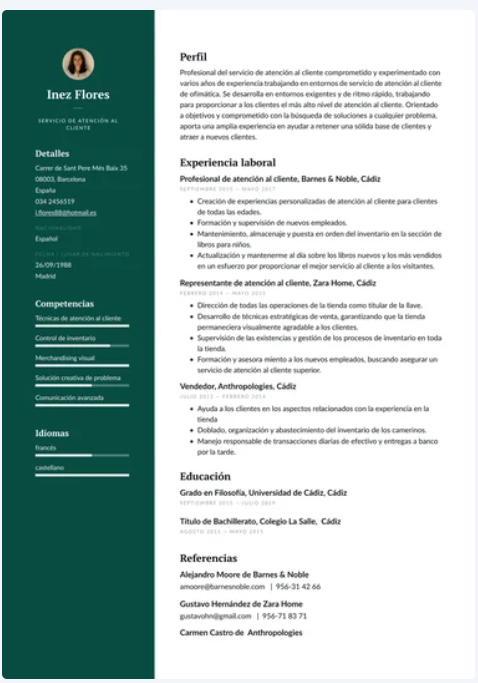 Inez Flores
SERVICIO DE ATENCIÓN AL
CLIENTE
Detalles
Carrer de Sant Pere Més Baix 35
08003, Barcelona
España
034 2456519
i.flores88@hotmail.es
NACIONALIDAD
Español
FECHA / LUGAR DE NACIMIENTO
26/09/1988
Madrid
Competencias
Técnicas de atención al cliente
Control de inventario
Merchandising visual
Solución creativa de problema
Comunicación avanzada
Idiomas
francés
castellano
Perfil
Profesional del servicio de atención al cliente comprometido y experimentado con
varios años de experiencia trabajando en entornos de servicio de atención al cliente
de ofimática. Se desarrolla en entornos exigentes y de ritmo rápido, trabajando
para proporcionar a los clientes el más alto nivel de atención al cliente. Orientado
a objetivos y comprometido con la búsqueda de soluciones a cualquier problema,
aporta una amplia experiencia en ayudar a retener una sólida base de clientes y
atraer a nuevos clientes.
Experiencia laboral
Profesional de atención al cliente, Barnes & Noble, Cádiz
SEPTIEMBRE 2015 — MAYO 2017
• Creación de experiencias personalizadas de atención al cliente para clientes
de todas las edades.
• Formación y supervisión de nuevos empleados.
• Mantenimiento, almacenaje y puesta en orden del inventario en la sección de
libros para niños.
• Actualización y mantenerme al día sobre los libros nuevos y los más vendidos
en un esfuerzo por proporcionar el mejor servicio al cliente a los visitantes.
Representante de atención al cliente, Zara Home, Cádiz
FEBRERO 2014 — MAYO 2015
• Dirección de todas las operaciones de la tienda como titular de la llave.
• Desarrollo de técnicas estratégicas de venta, garantizando que la tienda
permaneciera visualmente agradable a los clientes.
• Supervisión de las existencias y gestión de los procesos de inventario en toda
la tienda.
• Formación y asesora miento a los nuevos empleados, buscando asegurar un
servicio de atención al cliente superior.
Vendedor, Anthropologies, Cádiz
JULIO 2012 — FEBRERO 2014
• Ayuda a los clientes en los aspectos relacionados con la experiencia en la
tienda
• Doblado, organización y abastecimiento del inventario de los camerinos.
• Manejo responsable de transacciones diarias de efectivo y entregas a banco
por la tarde.
Educación
Grado en Filosofía, Universidad de Cádiz, Cádiz
SEPTIEMBRE 2015 — JULIO 2019
Título de Bachillerato, Colegio La Salle, Cádiz
AGOSTO 2011 — MAYO 2015
Referencias
Alejandro Moore de Barnes & Noble
amoore@barnesnoble.com | 956-31 42 66
Gustavo Hernández de Zara Home
gustavohn@gmail.com | 956-71 83 71
Carmen Castro de Anthropologies